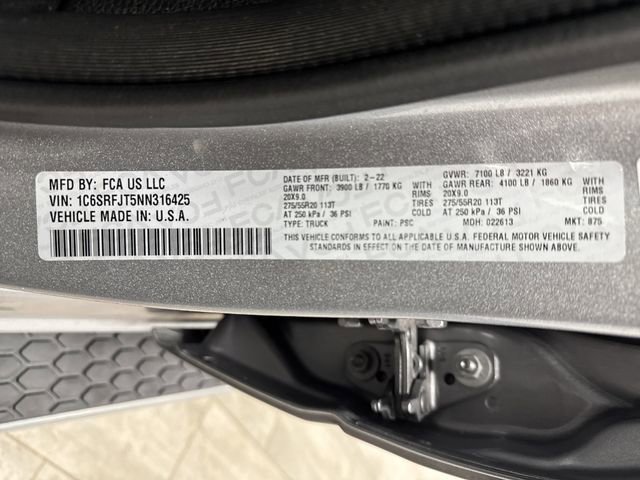 MFD BY: FCA US LLC
VIN: 1C6SRFJT5NN316425
VEHICLE MADE IN U.S.A.
DATE OF MFR (BUILT): 2-22
GVWR: 7100 LB / 3221 KG
GAWR FRONT: 3900 LB / 1770 KG WITH
GAWR REAR: 4100 LB / 1860 KG WITH
20X9.0 RIMS
20X9.0 RIMS
275/55R20 113T TIRES
275/55R20 113T TIRES
AT 250 kPa / 36 PSI
AT 250 kPa / 36 PSI
TYPE: TRUCK PAINT: PSC MDH: 022613 MKT: B75
THIS VEHICLE CONFORMS TO ALL APPLICABLE U.S.A. FEDERAL MOTOR VEHICLE SAFETY
STANDARDS IN EFFECT ON THE DATE OF MANUFACTURE SHOWN ABOVE.